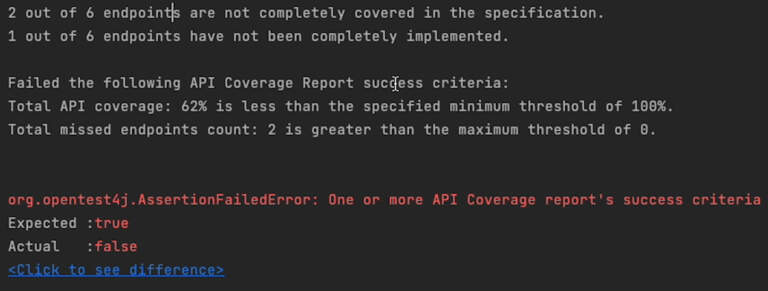 2 out of 6 endpoints are not completely covered in the specification.
1 out of 6 endpoints have not been completely implemented.
Failed the following API Coverage Report success criteria:
Total API coverage: 62% is less than the specified minimum threshold of 100%.
Total missed endpoints count: 2 is greater than the maximum threshold of 0.
org.opentest4j.AssertionFailedError: One or more API Coverage report's success criteria
Expected :true
Actual   :false
<Click to see difference>